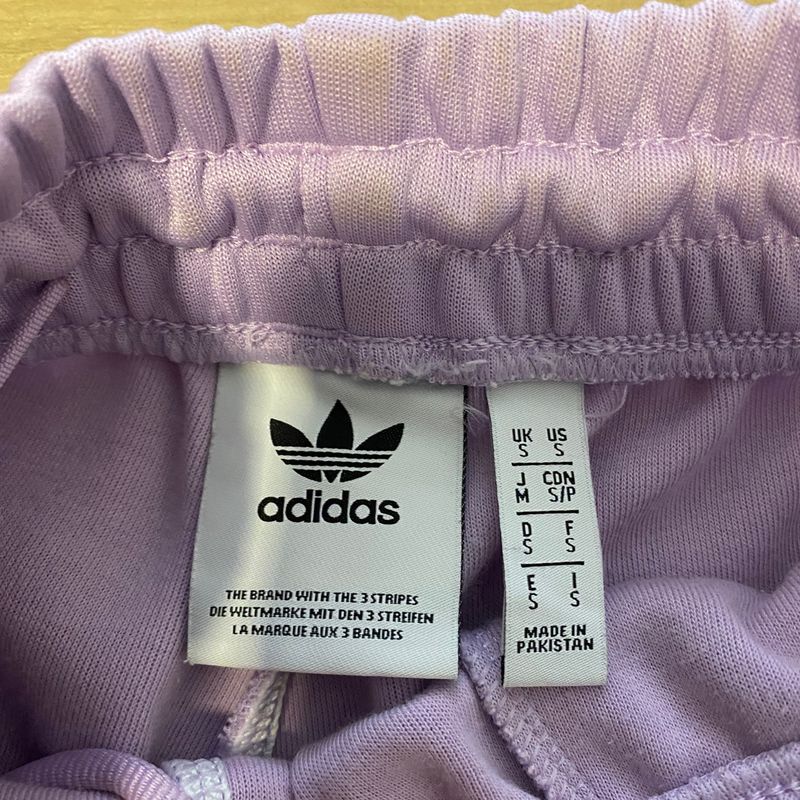 adidas
THE BRAND WITH THE 3 STRIPES
DIE WELTMARKE MIT DEN 3 STREIFEN
LA MARQUE AUX 3 BANDES
UK US
S S
J CDN
M S/P
D F
S S
E I
S S
MADE IN
PAKISTAN